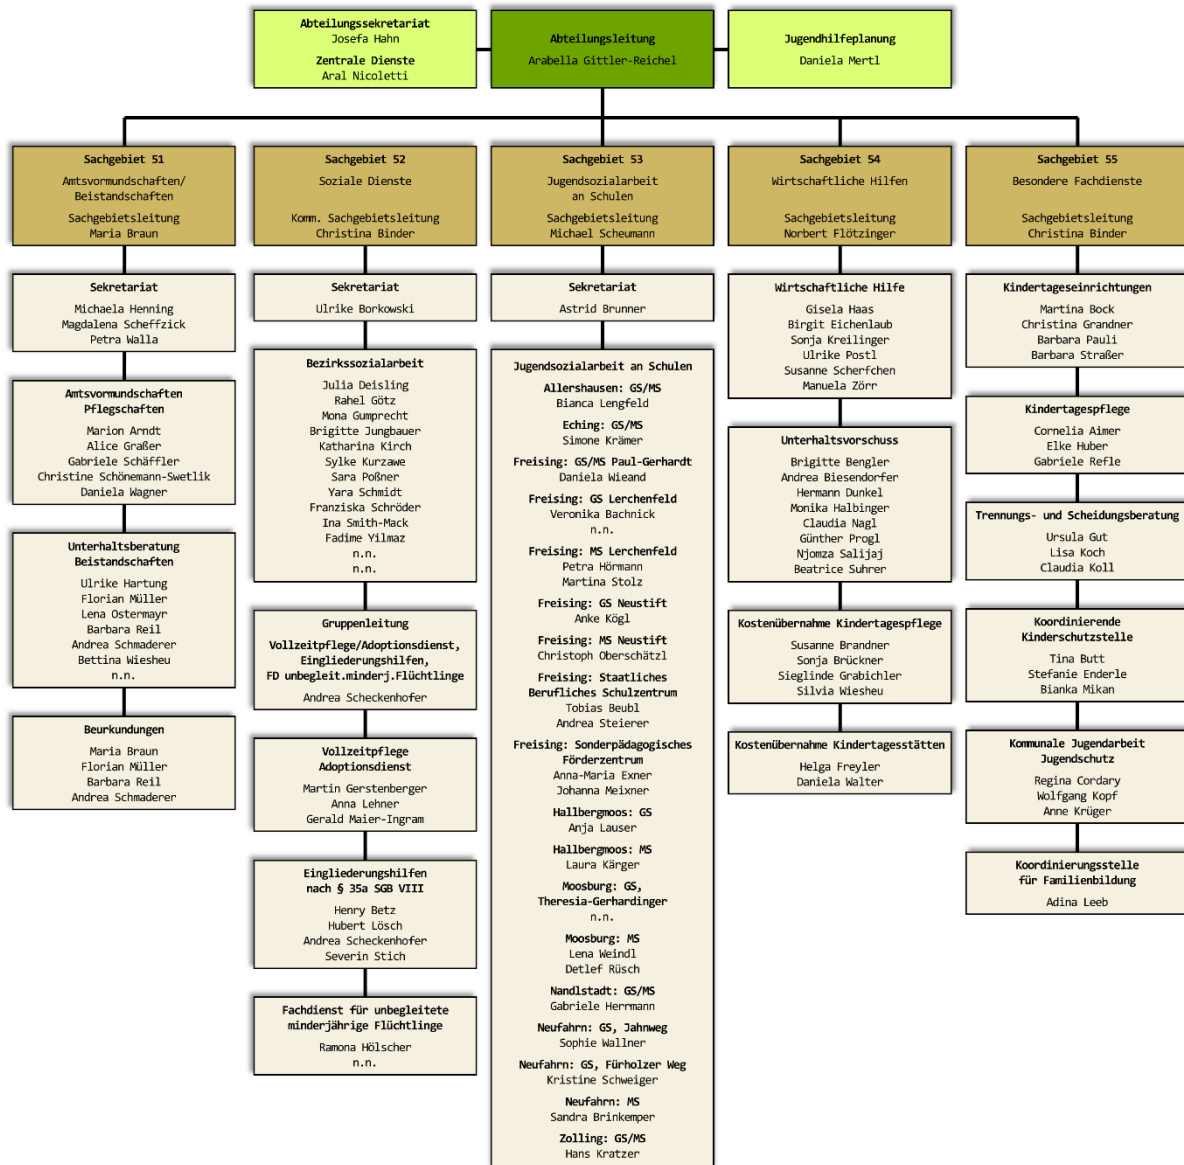 Abteilungssekretariat
Josefa Hahn
Zentrale Dienste
Aral Nicoletti
Abteilungsleitung
Arabella Gittler-Reichel
Jugendhilfeplanung
Daniela Mertl
Sachgebiet 51
Amtsvormundschaften/
Beistandschaften
Sachgebietsleitung
Maria Braun
Sekretariat
Michaela Henning
Magdalena Scheffzick
Petra Walla
Amtsvormundschaften
Pflegschaften
Marion Arndt
Alice Graßer
Gabriele Schäffler
Christine Schönemann-Swetlik
Daniela Wagner
Unterhaltsberatung
Beistandschaften
Ulrike Hartung
Florian Müller
Lena Ostermayr
Barbara Reil
Andrea Schmaderer
Bettina Wiesheu
n.n.
Beurkundungen
Maria Braun
Florian Müller
Barbara Reil
Andrea Schmaderer
Sachgebiet 52
Soziale Dienste
Komm. Sachgebietsleitung
Christina Binder
Sekretariat
Ulrike Borkowski
Bezirkssozialarbeit
Julia Deisling
Rahel Götz
Mona Gumprecht
Brigitte Jungbauer
Katharina Kirch
Sylke Kurzawe
Sara Poßner
Yara Schmidt
Franziska Schröder
Ina Smith-Mack
Fadime Yilmaz
n.n.
n.n.
Gruppenleitung
Vollzeitpflege/Adoptionsdienst,
Eingliederungshilfen,
FD unbegleit.minderj.Flüchtlinge
Andrea Scheckenhofer
Vollzeitpflege
Adoptionsdienst
Martin Gerstenberger
Anna Lehner
Gerald Maier-Ingram
Eingliederungshilfen
nach § 35a SGB VIII
Henry Betz
Hubert Lösch
Andrea Scheckenhofer
Severin Stich
Fachdienst für unbegleitete
minderjährige Flüchtlinge
Ramona Hölscher
n.n.
Sachgebiet 53
Jugendsozialarbeit
an Schulen
Sachgebietsleitung
Michael Scheumann
Sekretariat
Astrid Brunner
Jugendsozialarbeit an Schulen
Allershausen: GS/MS
Bianca Lengfeld
Eching: GS/MS
Simone Krämer
Freising: GS/MS Paul-Gerhardt
Daniela Wieand
Freising: GS Lerchenfeld
Veronika Bachnick
n.n.
Freising: MS Lerchenfeld
Petra Hörmann
Martina Stolz
Freising: GS Neustift
Anke Kögl
Freising: MS Neustift
Christoph Oberschätzl
Freising: Staatliches
Berufliches Schulzentrum
Tobias Beubl
Andrea Steierer
Freising: Sonderpädagogisches
Förderzentrum
Anna-Maria Exner
Johanna Meixner
Hallbergmoos: GS
Anja Lauser
Hallbergmoos: MS
Laura Kärger
Moosburg: GS,
Theresia-Gerhardinger
n.n.
Moosburg: MS
Lena Weindl
Detlef Rüsch
Nandlstadt: GS/MS
Gabriele Herrmann
Neufahrn: GS, Jahnweg
Sophie Wallner
Neufahrn: GS, Fürholzer Weg
Kristine Schweiger
Neufahrn: MS
Sandra Brinkemper
Zolling: GS/MS
Hans Kratzer
Sachgebiet 54
Wirtschaftliche Hilfen
Sachgebietsleitung
Norbert Flötzinger
Wirtschaftliche Hilfe
Gisela Haas
Birgit Eichenlaub
Sonja Kreilinger
Ulrike Postl
Susanne Scherfchen
Manuela Zörr
Unterhaltsvorschuss
Brigitte Bengler
Andrea Biesendorfer
Hermann Dunkel
Monika Halbinger
Claudia Nagl
Günther Progl
Njomza Salijaj
Beatrice Suhrer
Kostenübernahme Kindertagespflege
Susanne Brandner
Sonja Brückner
Sieglinde Grabichler
Silvia Wiesheu
Kostenübernahme Kindertagesstätten
Helga Freyler
Daniela Walter
Sachgebiet 55
Besondere Fachdienste
Sachgebietsleitung
Christina Binder
Kindertageseinrichtungen
Martina Bock
Christina Grandner
Barbara Pauli
Barbara Straßer
Kindertagespflege
Cornelia Aimer
Elke Huber
Gabriele Refle
Trennungs- und Scheidungsberatung
Ursula Gut
Lisa Koch
Claudia Koll
Koordinierende
Kinderschutzstelle
Tina Butt
Stefanie Enderle
Bianka Mikan
Kommunale Jugendarbeit
Jugendschutz
Regina Cordary
Wolfgang Kopf
Anne Krüger
Koordinierungsstelle
für Familienbildung
Adina Leeb